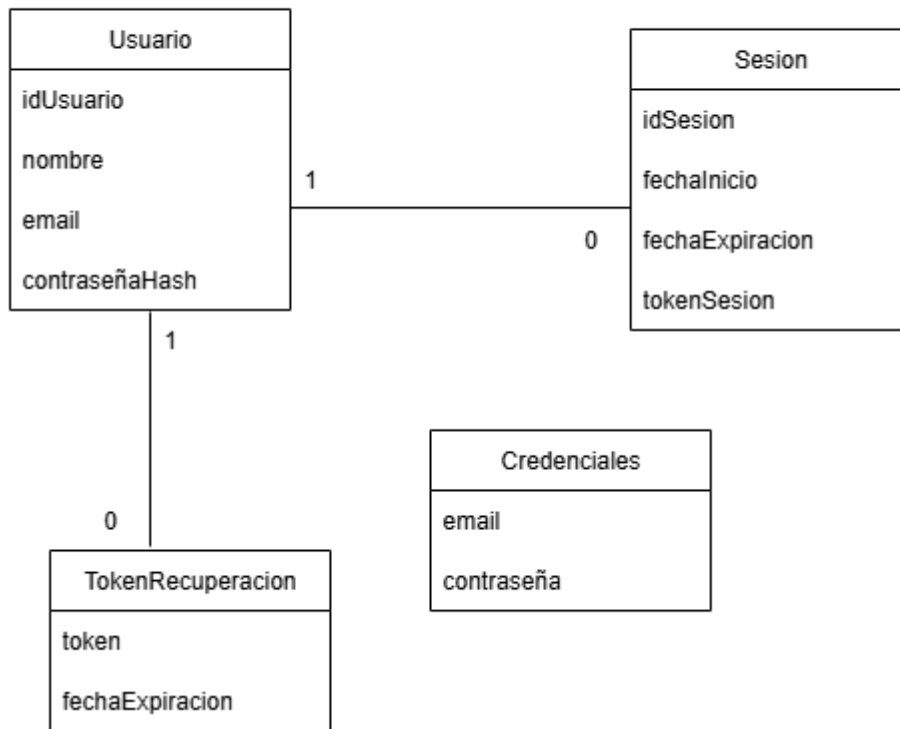 Usuario
idUsuario
nombre
email
contraseñaHash
1
1
0
Sesion
idSesion
fechaInicio
fechaExpiracion
tokenSesion
0
TokenRecuperacion
token
fechaExpiracion
Credenciales
email
contraseña